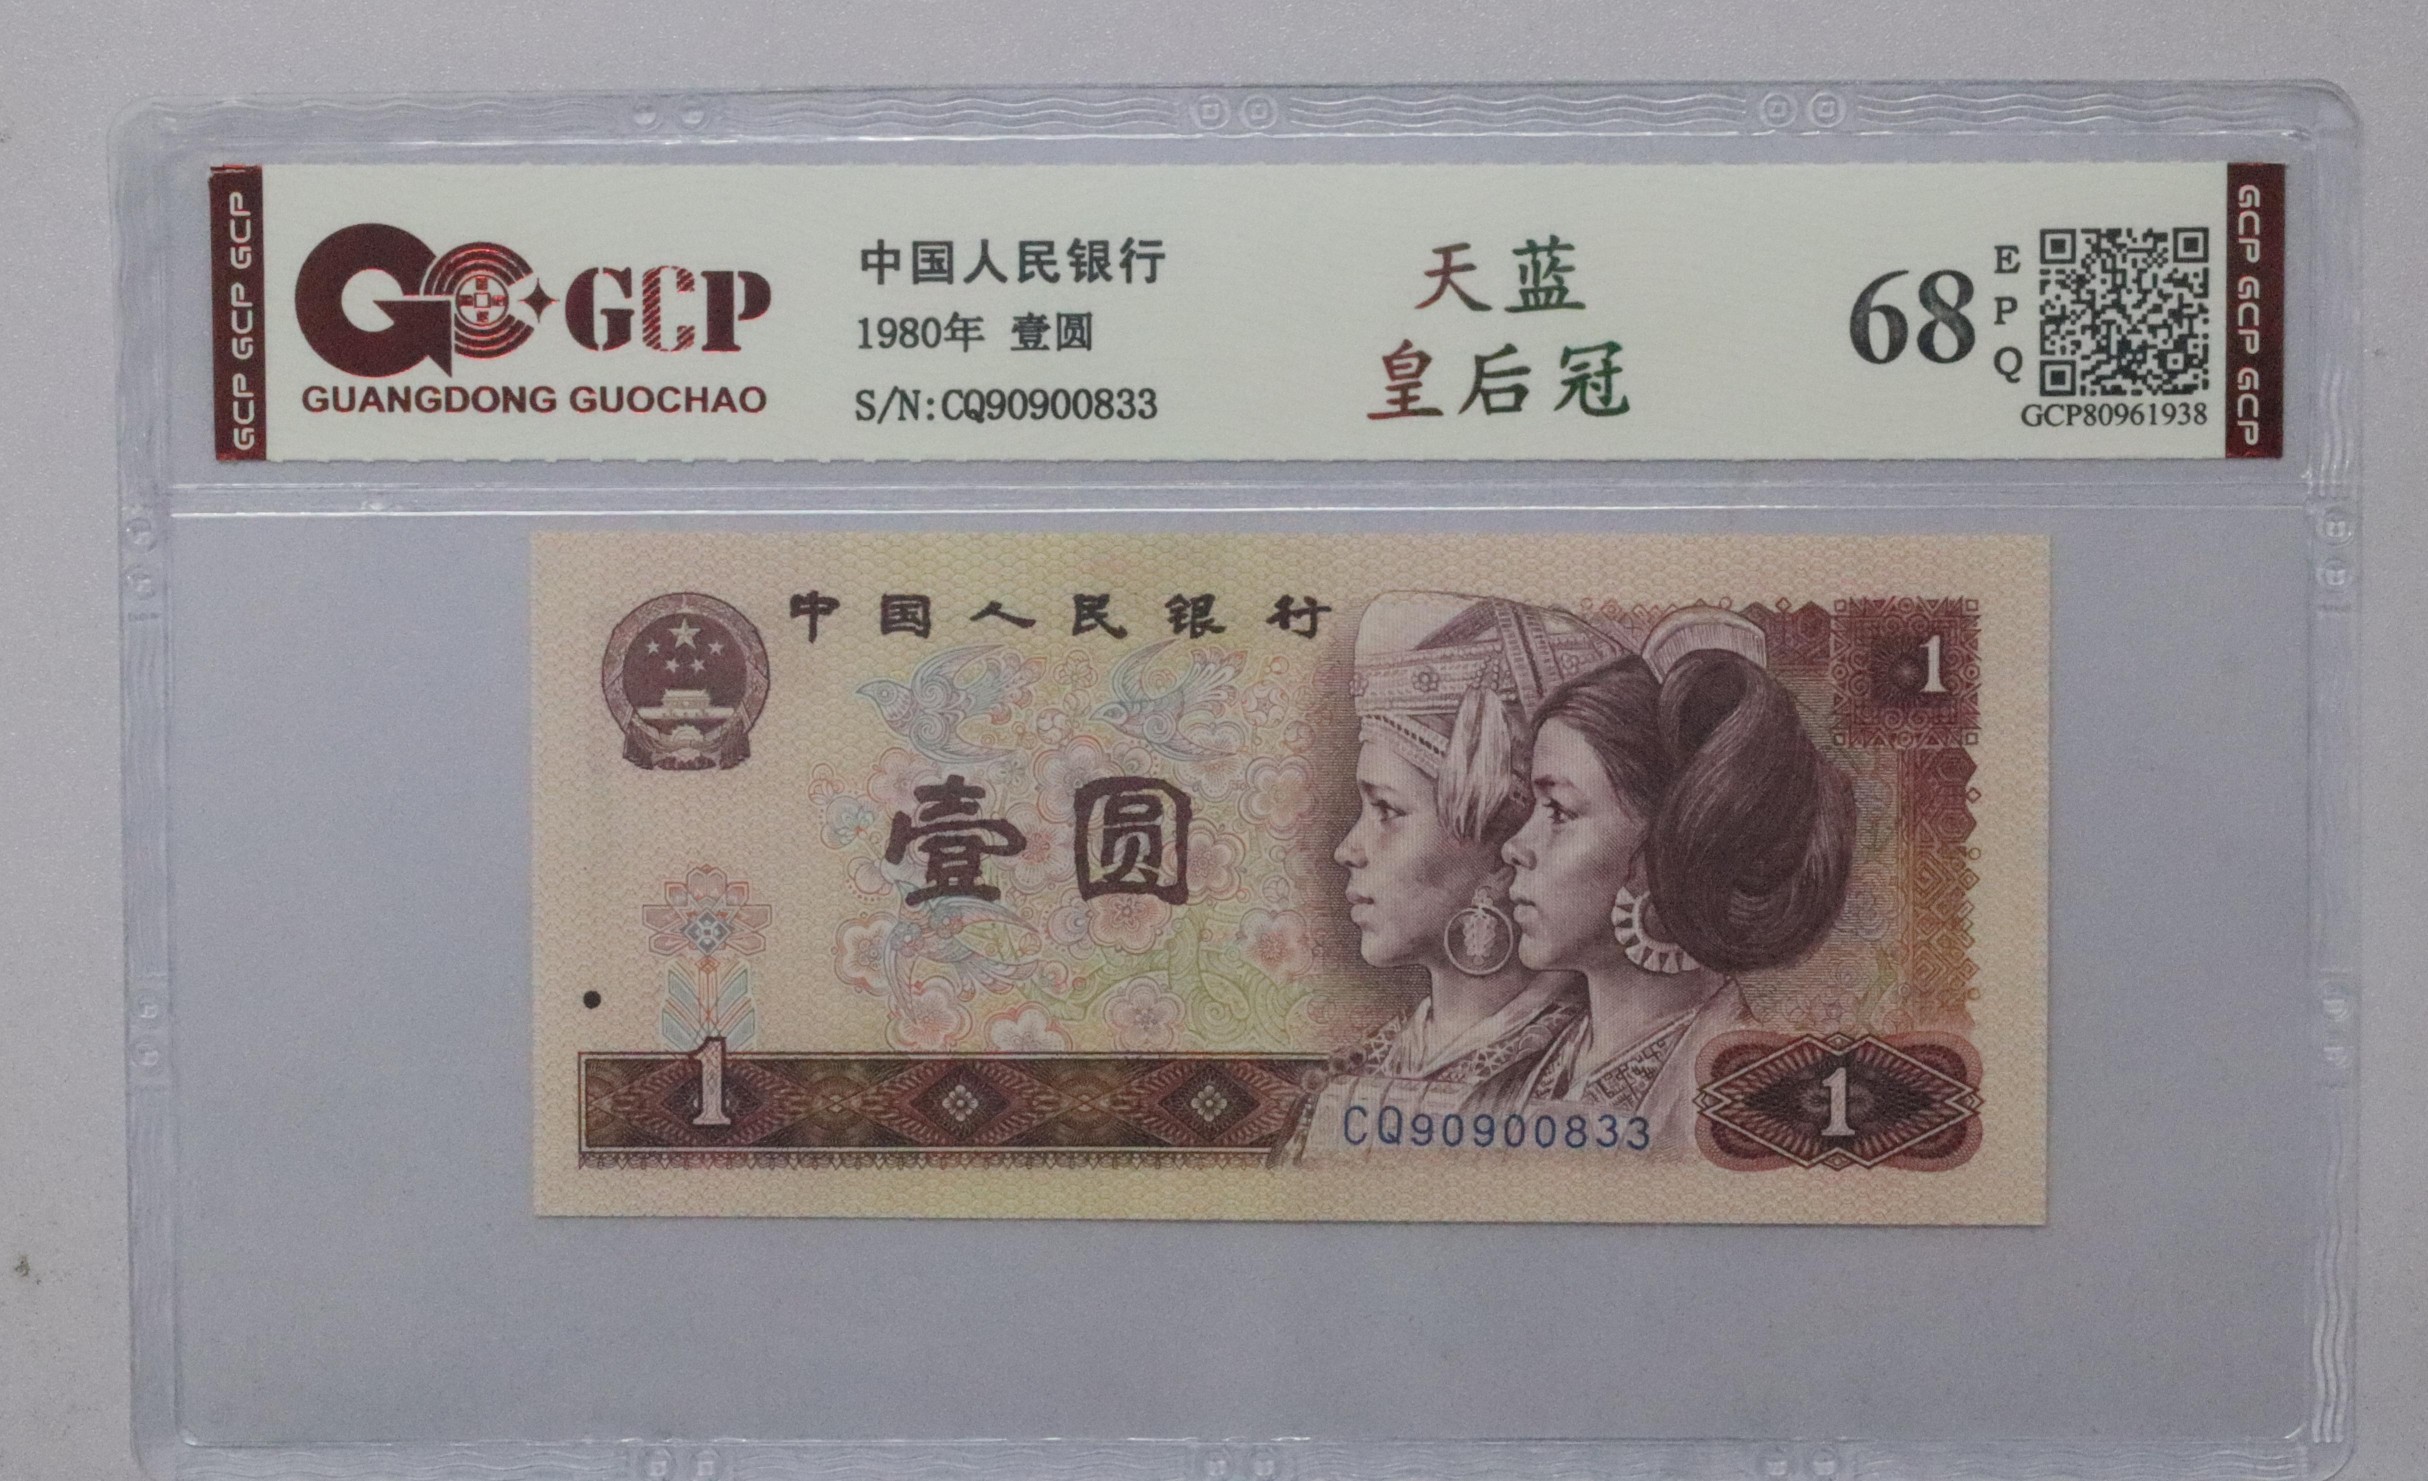 GCP GCP GCP
GCP
GUANGDONG GUOCHAO
中国人民银行
1980年 壹圆
S/N:CQ90900833
天蓝
皇后冠
68
EPQ
GCP80961938
GCP GCP GCP
中国人民银行
1
壹圆
1
CQ90900833
1